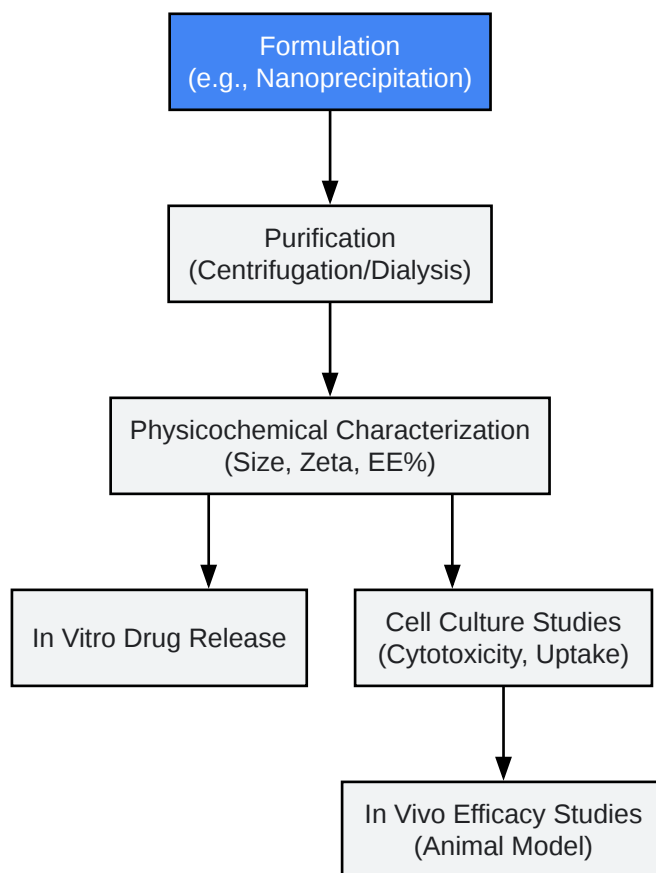 Formulation
(e.g., Nanoprecipitation)
Purification
(Centrifugation/Dialysis)
Physicochemical Characterization
(Size, Zeta, EE%)
In Vitro Drug Release
Cell Culture Studies
(Cytotoxicity, Uptake)
In Vivo Efficacy Studies
(Animal Model)